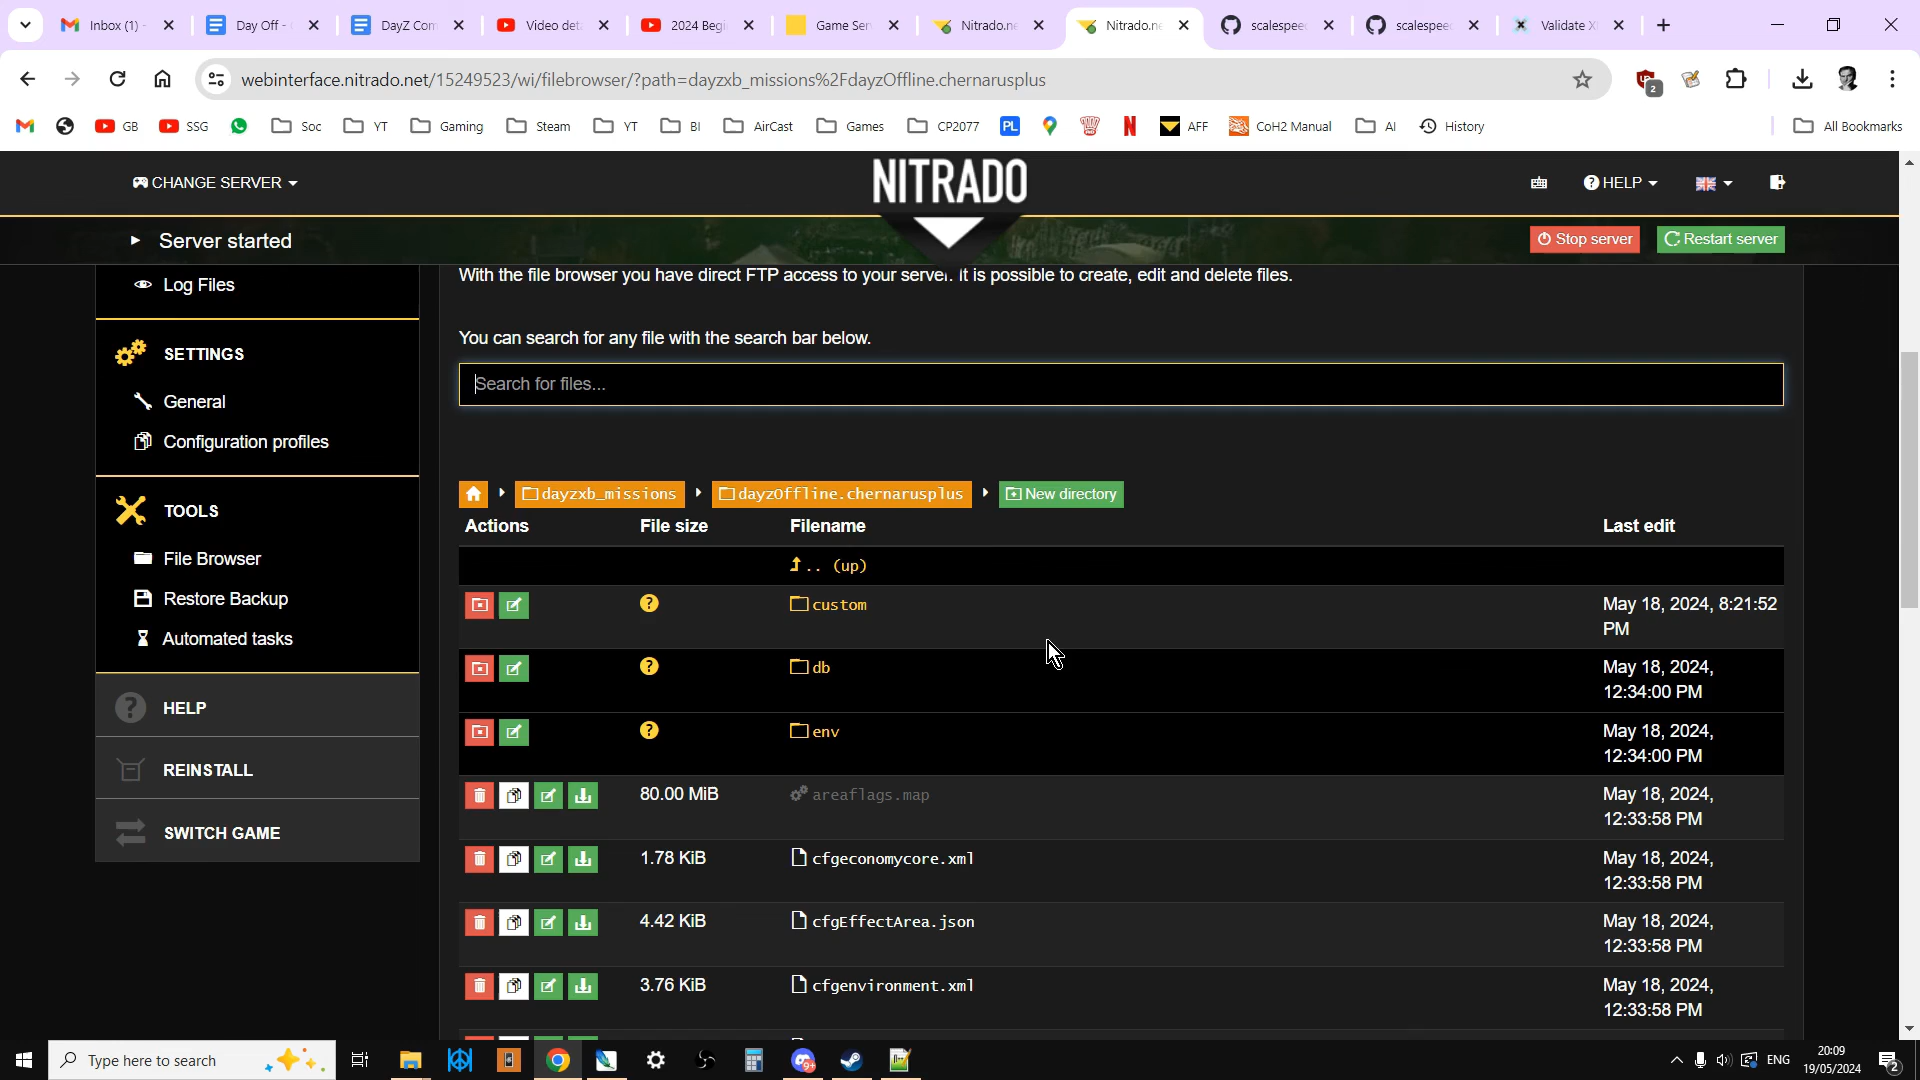 Inbox (1) -
Day Off -
DayZ Com
Video det
2024 Begi
Game Ser
Nitrado.ne
Nitrado.ne
scalespee
scalespee
Validate X
webinterface.nitrado.net/15249523/wi/filebrowser/?path=dayzxb_missions%2FdayzOffline.chernarusplus
2
GB
SSG
Soc
YT
Gaming
Steam
YT
BI
AirCast
Games
CP2077
PL
AFF
CoH2 Manual
AI
History
All Bookmarks
CHANGE SERVER
NITRADO
HELP
Server started
Stop server
Restart server
Log Files
SETTINGS
General
Configuration profiles
TOOLS
File Browser
Restore Backup
Automated tasks
HELP
REINSTALL
SWITCH GAME
With the file browser you have direct FTP access to your server. It is possible to create, edit and delete files.
You can search for any file with the search bar below.
Search for files...
dayzxb_missions
dayzOffline.chernarusplus
New directory
Actions File size Filename Last edit
.. (up)
custom May 18, 2024, 8:21:52
PM
db May 18, 2024,
12:34:00 PM
env May 18, 2024,
12:34:00 PM
80.00 MiB areaflags.map May 18, 2024,
12:33:58 PM
1.78 KiB cfgeconomycore.xml May 18, 2024,
12:33:58 PM
4.42 KiB cfgEffectArea.json May 18, 2024,
12:33:58 PM
3.76 KiB cfgenvironment.xml May 18, 2024,
12:33:58 PM
Type here to search
ENG
20:09
19/05/2024
2